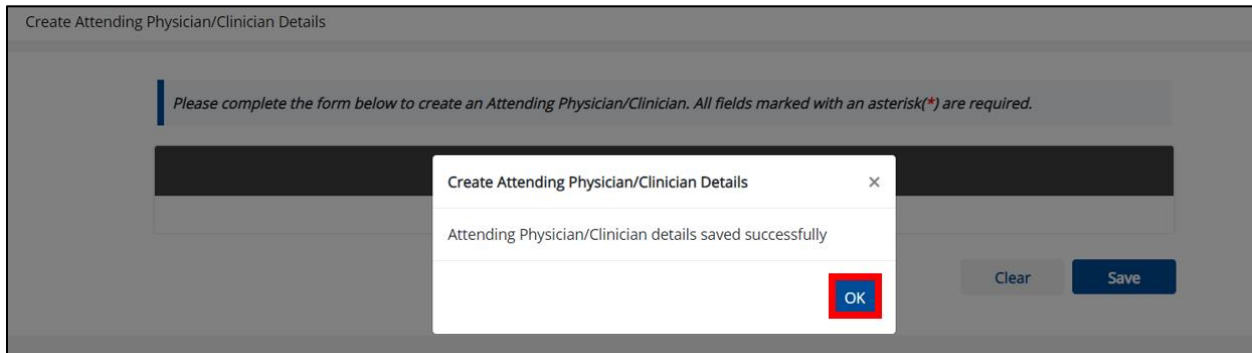 Create Attending Physician/Clinician Details
Please complete the form below to create an Attending Physician/Clinician. All fields marked with an asterisk(*) are required.
Create Attending Physician/Clinician Details ×
Attending Physician/Clinician details saved successfully
OK
Clear Save